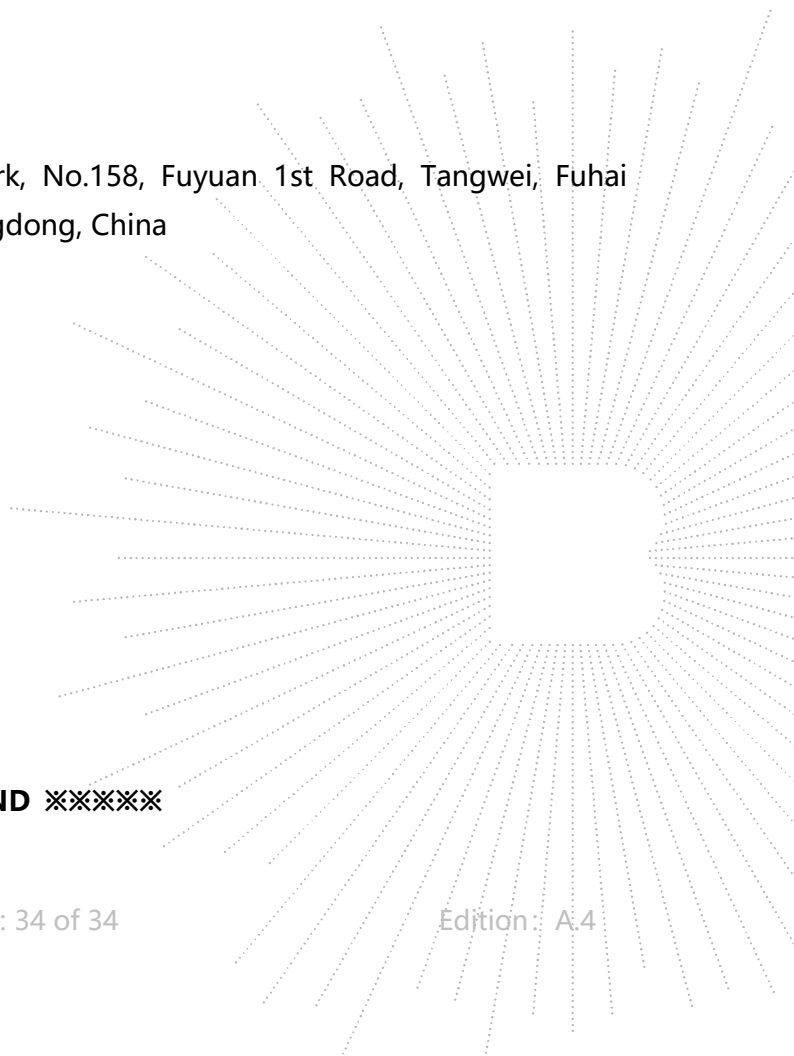 rk, No.158, Fuyuan 1st Road, Tangwei, Fuhai
gdong, China
ND ※※※※※
: 34 of 34 Edition： A.4